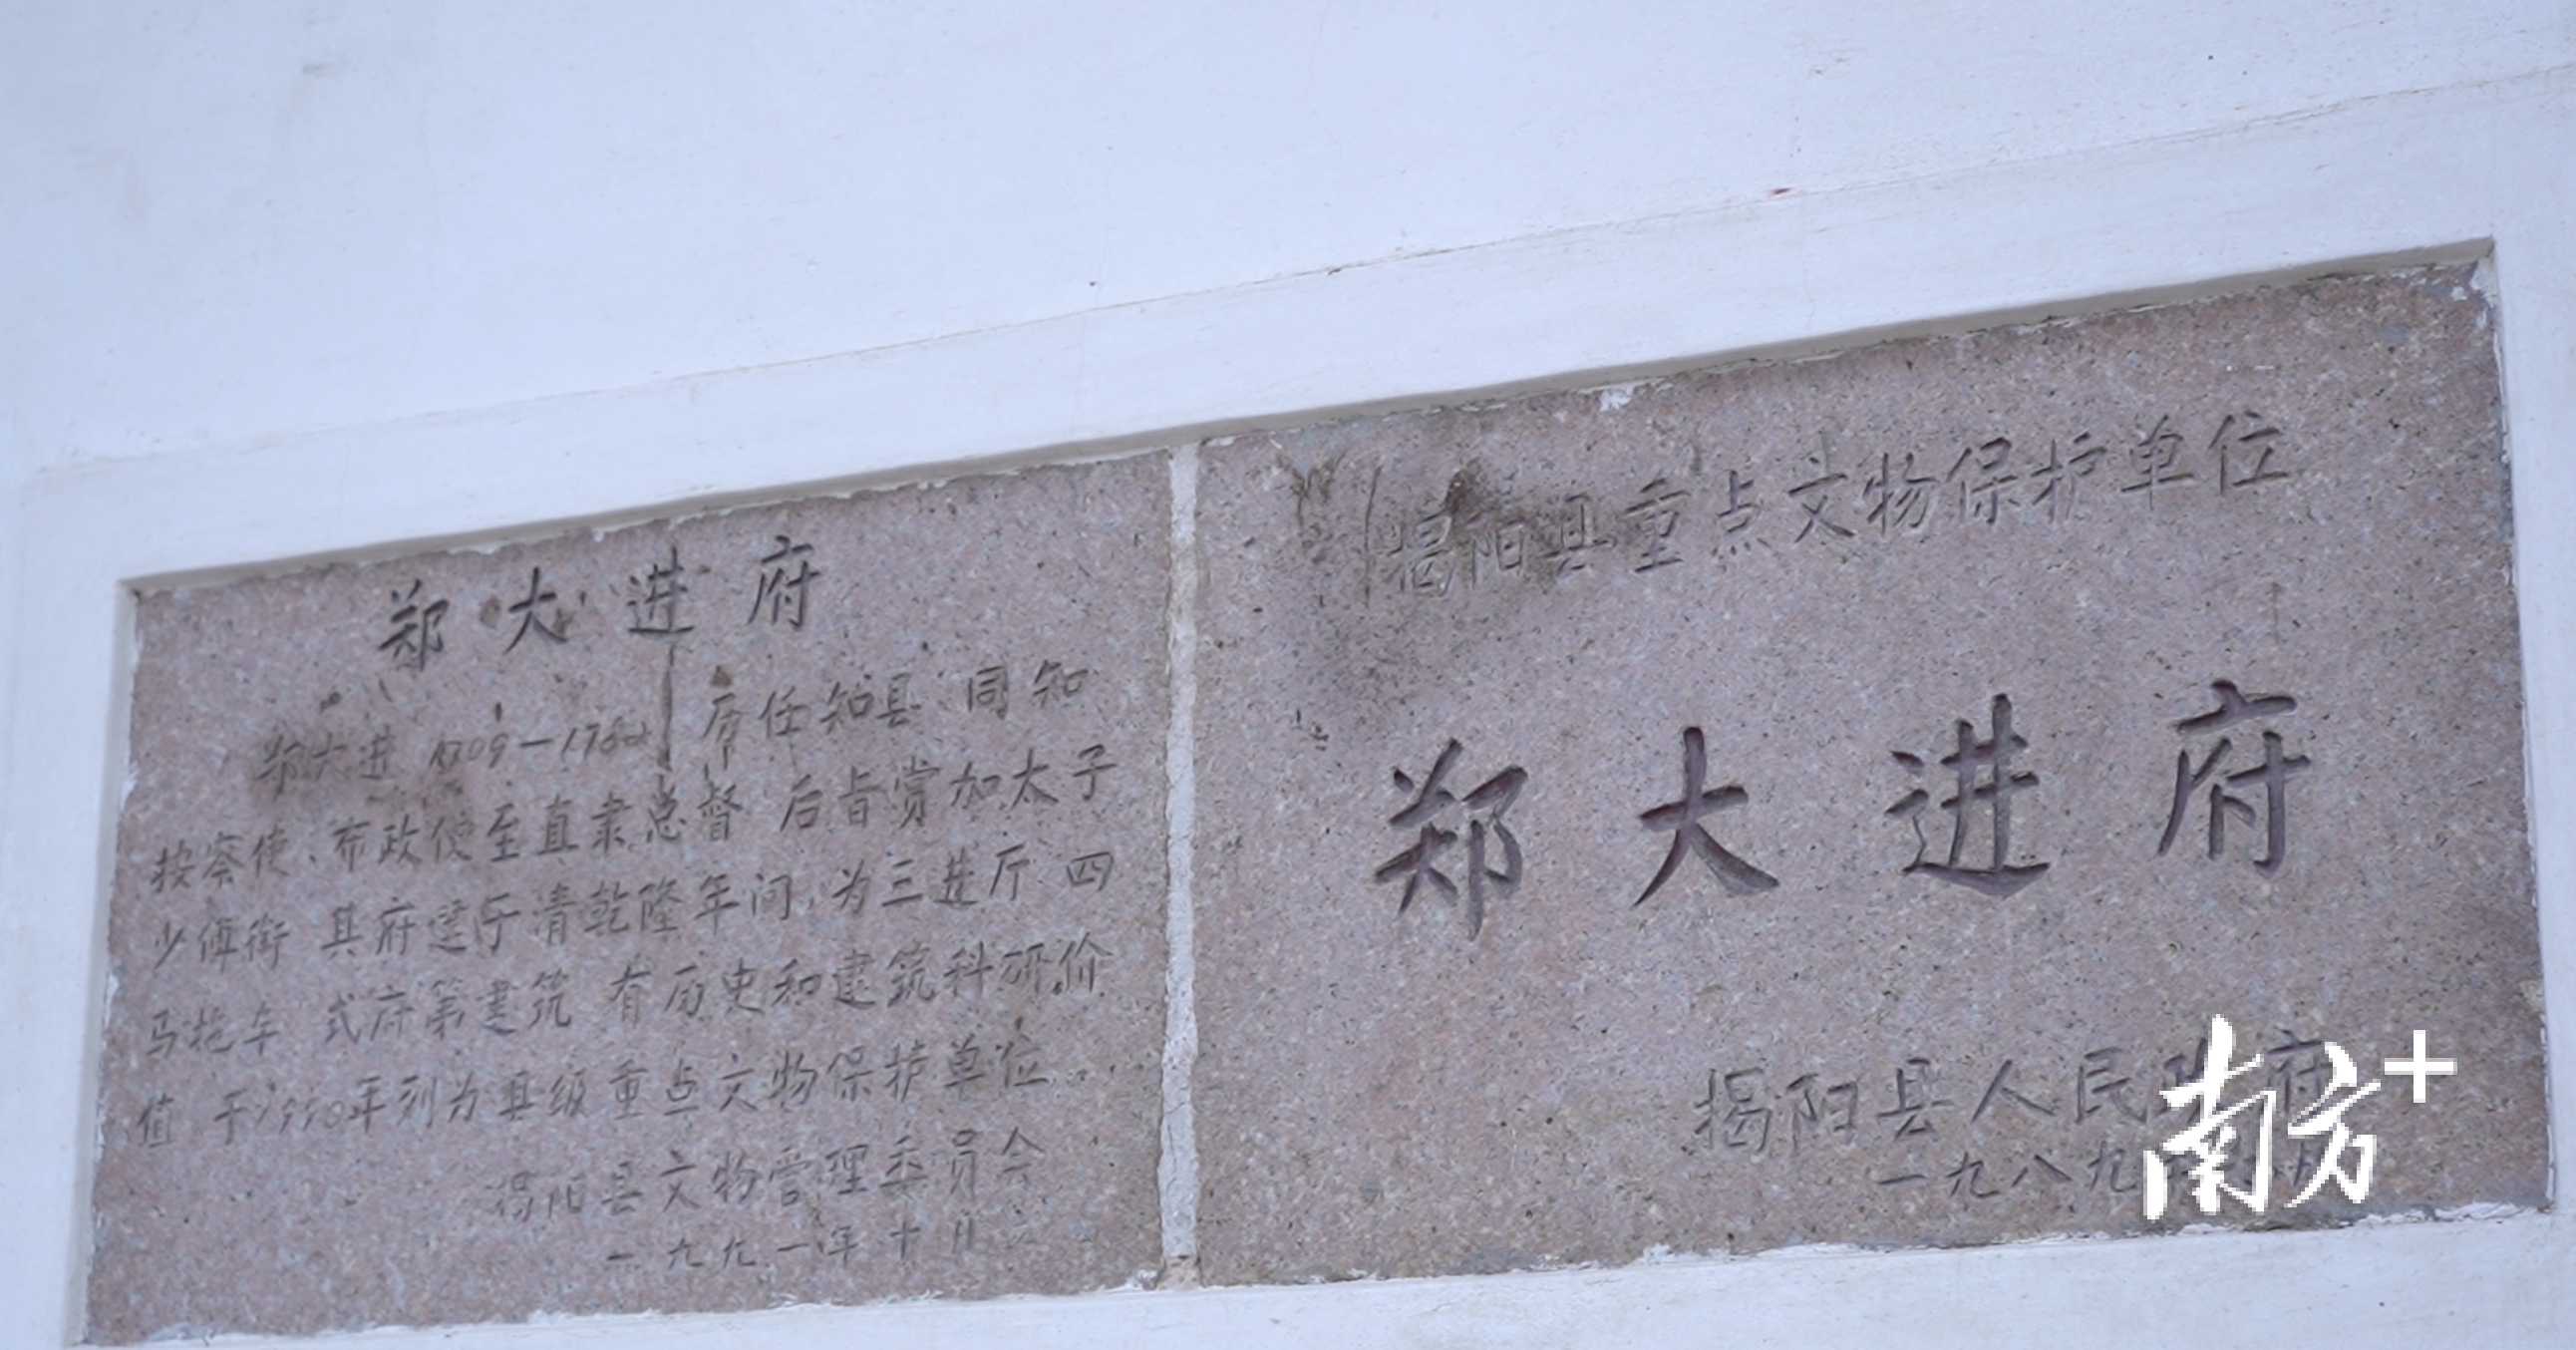 郑大进府
郑大进 1709—1782 历任知县 同知
按察使、布政使至直隶总督 后旨赏加太子
少傅衔 其府建于清乾隆年间，为三进厅 四
马拖车 式府第建筑 有历史和建筑科研价
值 于1990年列为县级重点文物保护单位
揭阳县文物管理委员会
一九九一年十月立
揭阳县重点文物保护单位
郑大进府
揭阳县人民政府
一九八九
南方+